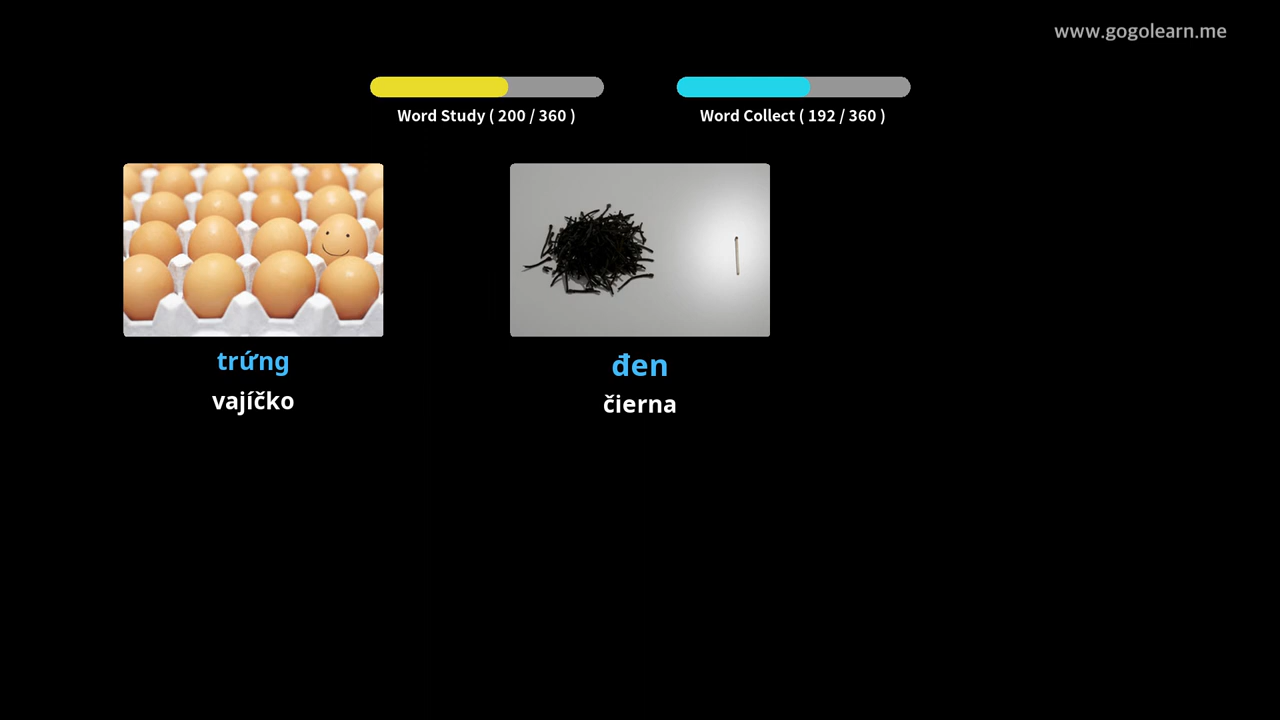 www.gogolearn.me
Word Study ( 200 / 360 )
Word Collect ( 192 / 360 )
trứng
vajíčko
đen
čierna